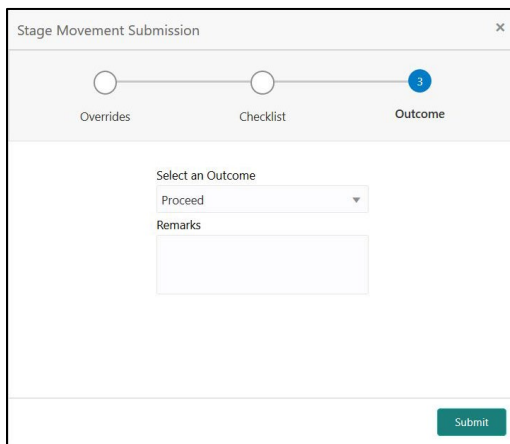 Stage Movement Submission ×
3
Overrides Checklist Outcome
Select an Outcome
Proceed
Remarks
Submit